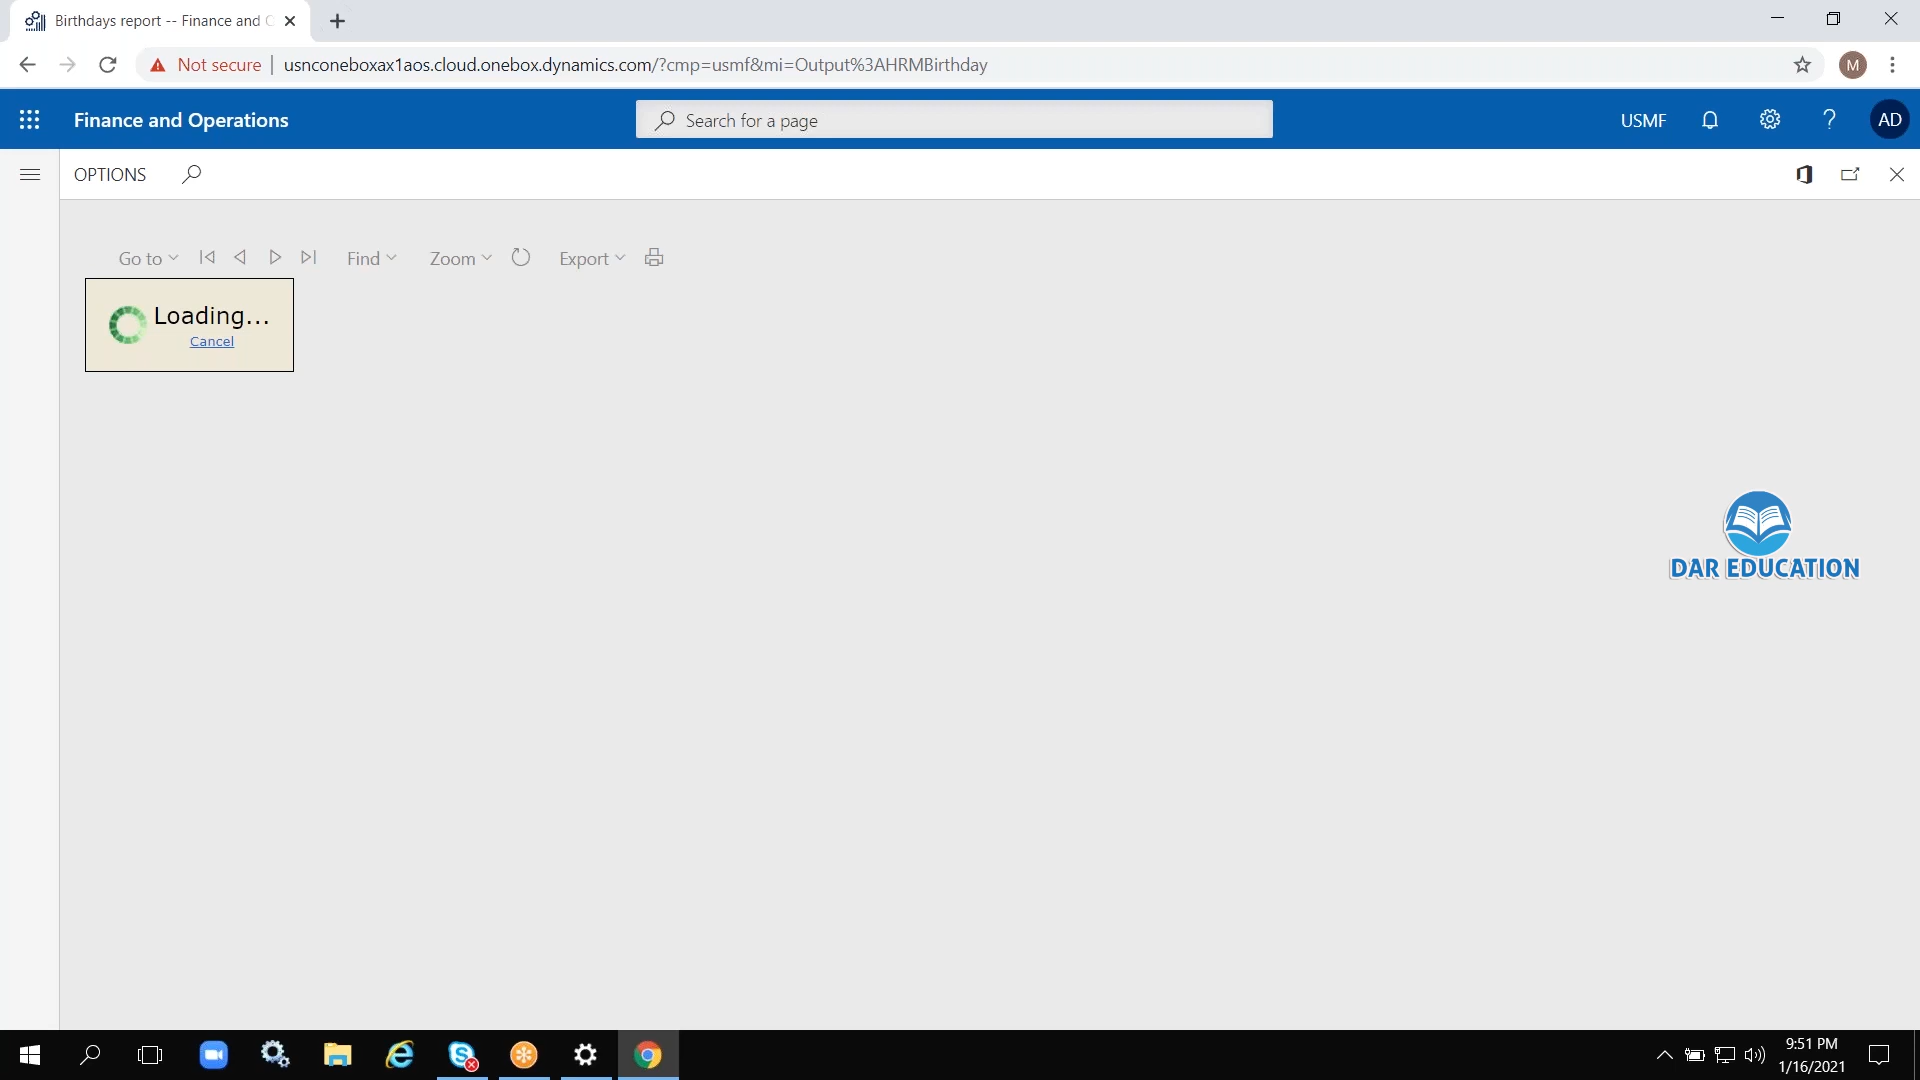 Birthdays report -- Finance and
Not secure | usnconeboxax1aos.cloud.onebox.dynamics.com/?cmp=usmf&mi=Output%3AHRMBirthday
M
Finance and Operations
Search for a page
USMF
?
AD
OPTIONS
Go to
Find
Zoom
Export
Loading...
Cancel
DAR EDUCATION
9:51 PM
1/16/2021